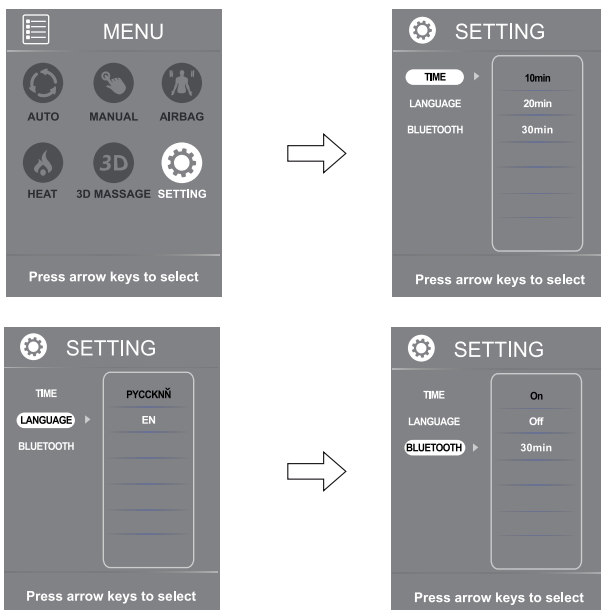 MENU
AUTO MANUAL AIRBAG
HEAT 3D 3D MASSAGE SETTING
Press arrow keys to select
SETTING
TIME 10min
LANGUAGE 20min
BLUETOOTH 30min
Press arrow keys to select
SETTING
TIME PYCCKNŇ
LANGUAGE EN
BLUETOOTH
Press arrow keys to select
SETTING
TIME On
LANGUAGE Off
BLUETOOTH 30min
Press arrow keys to select